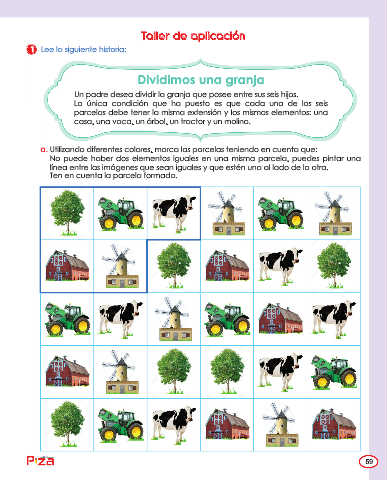 Taller de aplicación
1 Lee la siguiente historia:
Dividimos una granja
Un padre desea dividir la granja que posee entre sus seis hijos.
La única condición que ha puesto es que cada una de las seis
parcelas debe tener la misma extensión y los mismos elementos: una
casa, una vaca, un árbol, un tractor y un molino.
a. Utilizando diferentes colores, marca las parcelas teniendo en cuenta que:
No puede haber dos elementos iguales en una misma parcela, puedes pintar una
línea entre las imágenes que sean iguales y que estén una al lado de la otra.
Ten en cuenta la parcela formada.
Piza
59